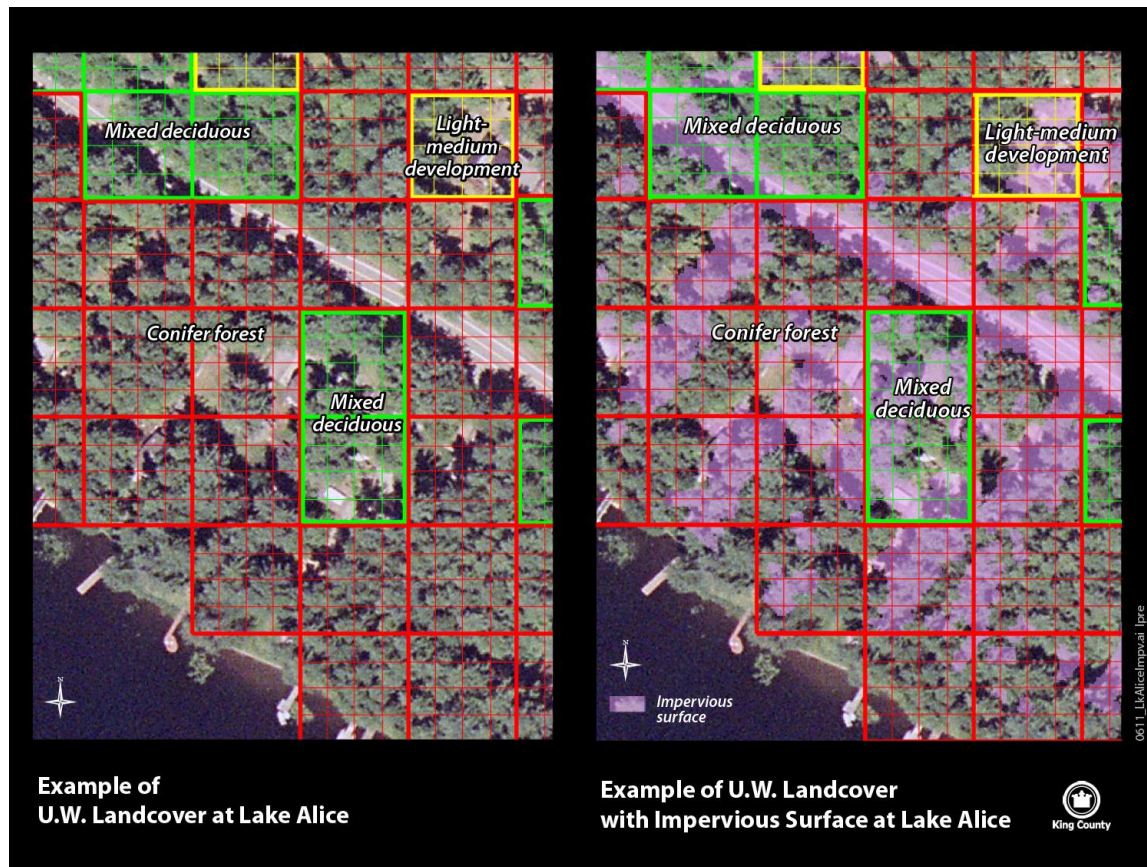 Mixed deciduous
Light-
medium
development
Conifer forest
Mixed
deciduous
N
Example of
U.W. Landcover at Lake Alice
Mixed deciduous
Light-medium
development
Conifer forest
Mixed
deciduous
N
Impervious
surface
Example of U.W. Landcover
with Impervious Surface at Lake Alice
King County
0611_LkAliceImpv.ai lpre